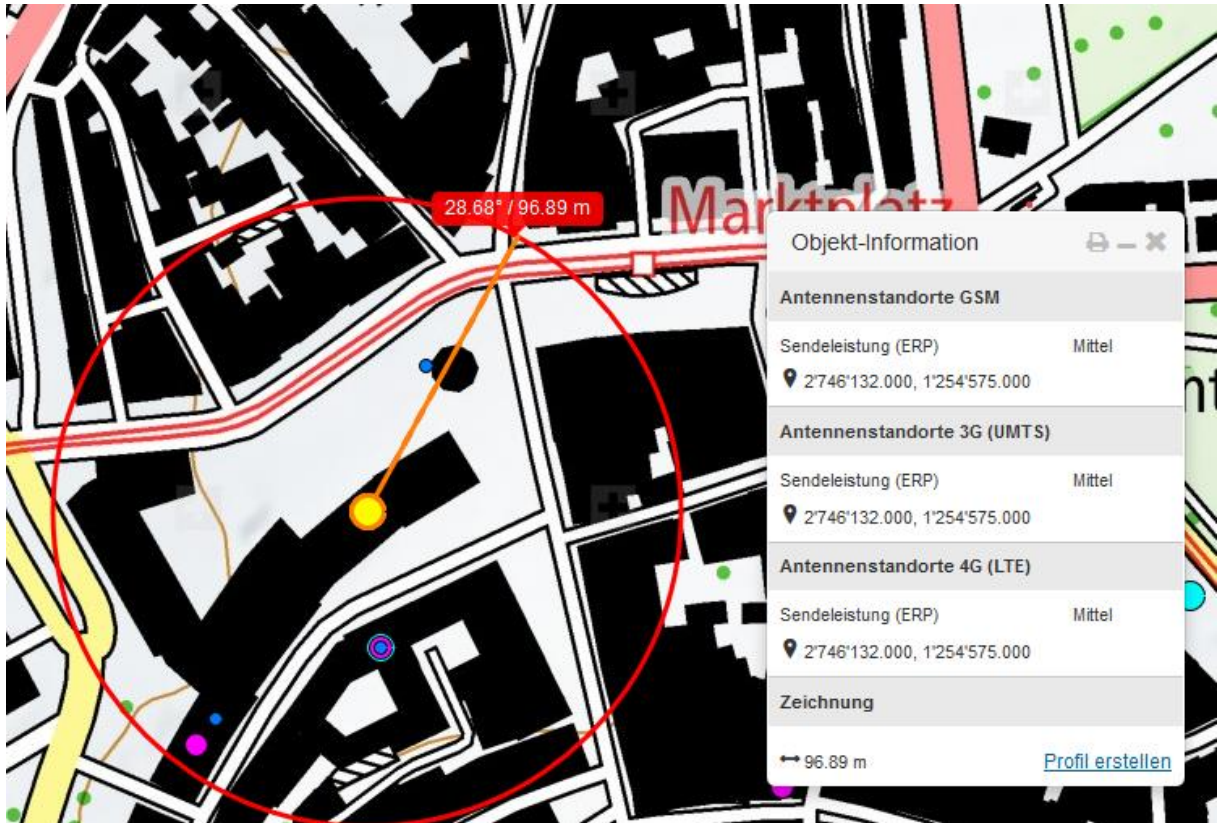 28.68° / 96.89 m
Marktplatz
Objekt-Information
Antennenstandorte GSM
Sendeleistung (ERP) Mittel
2'746'132.000, 1'254'575.000
Antennenstandorte 3G (UMTS)
Sendeleistung (ERP) Mittel
2'746'132.000, 1'254'575.000
Antennenstandorte 4G (LTE)
Sendeleistung (ERP) Mittel
2'746'132.000, 1'254'575.000
Zeichnung
96.89 m Profil erstellen